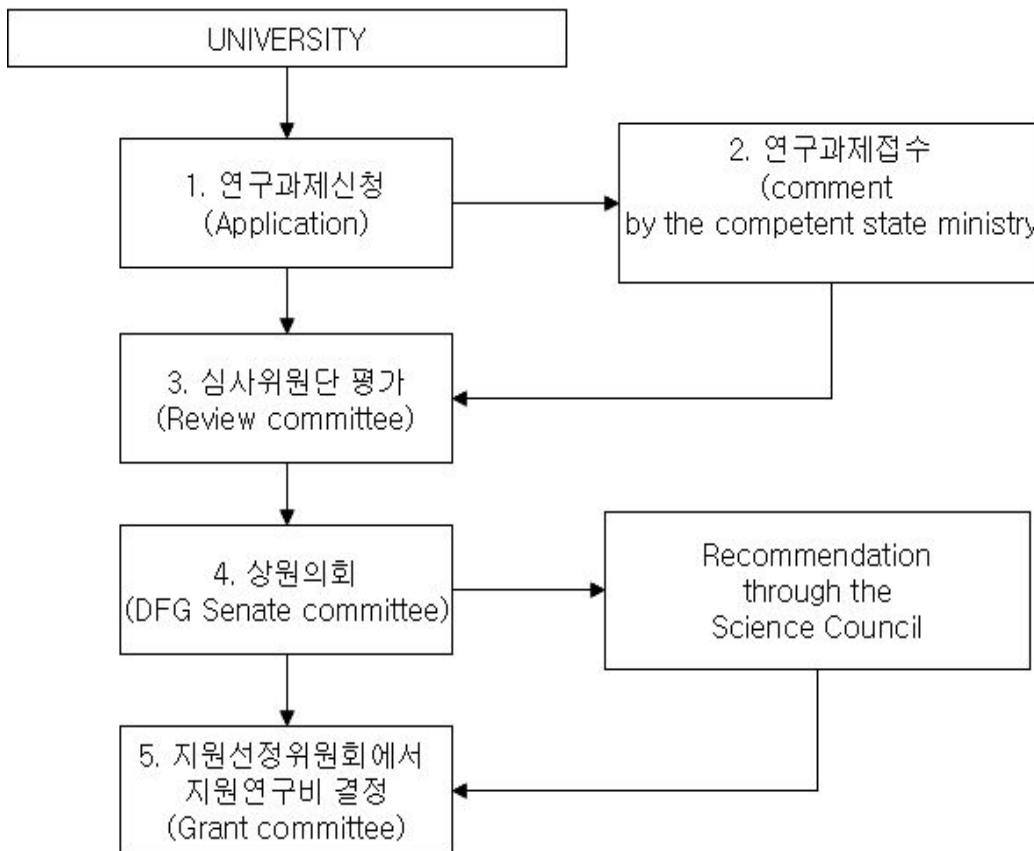 UNIVERSITY
1. 연구과제신청
(Application)
2. 연구과제접수
(comment
by the competent state ministry
3. 심사위원단 평가
(Review committee)
4. 상원의회
(DFG Senate committee)
Recommendation
through the
Science Council
5. 지원선정위원회에서
지원연구비 결정
(Grant committee)